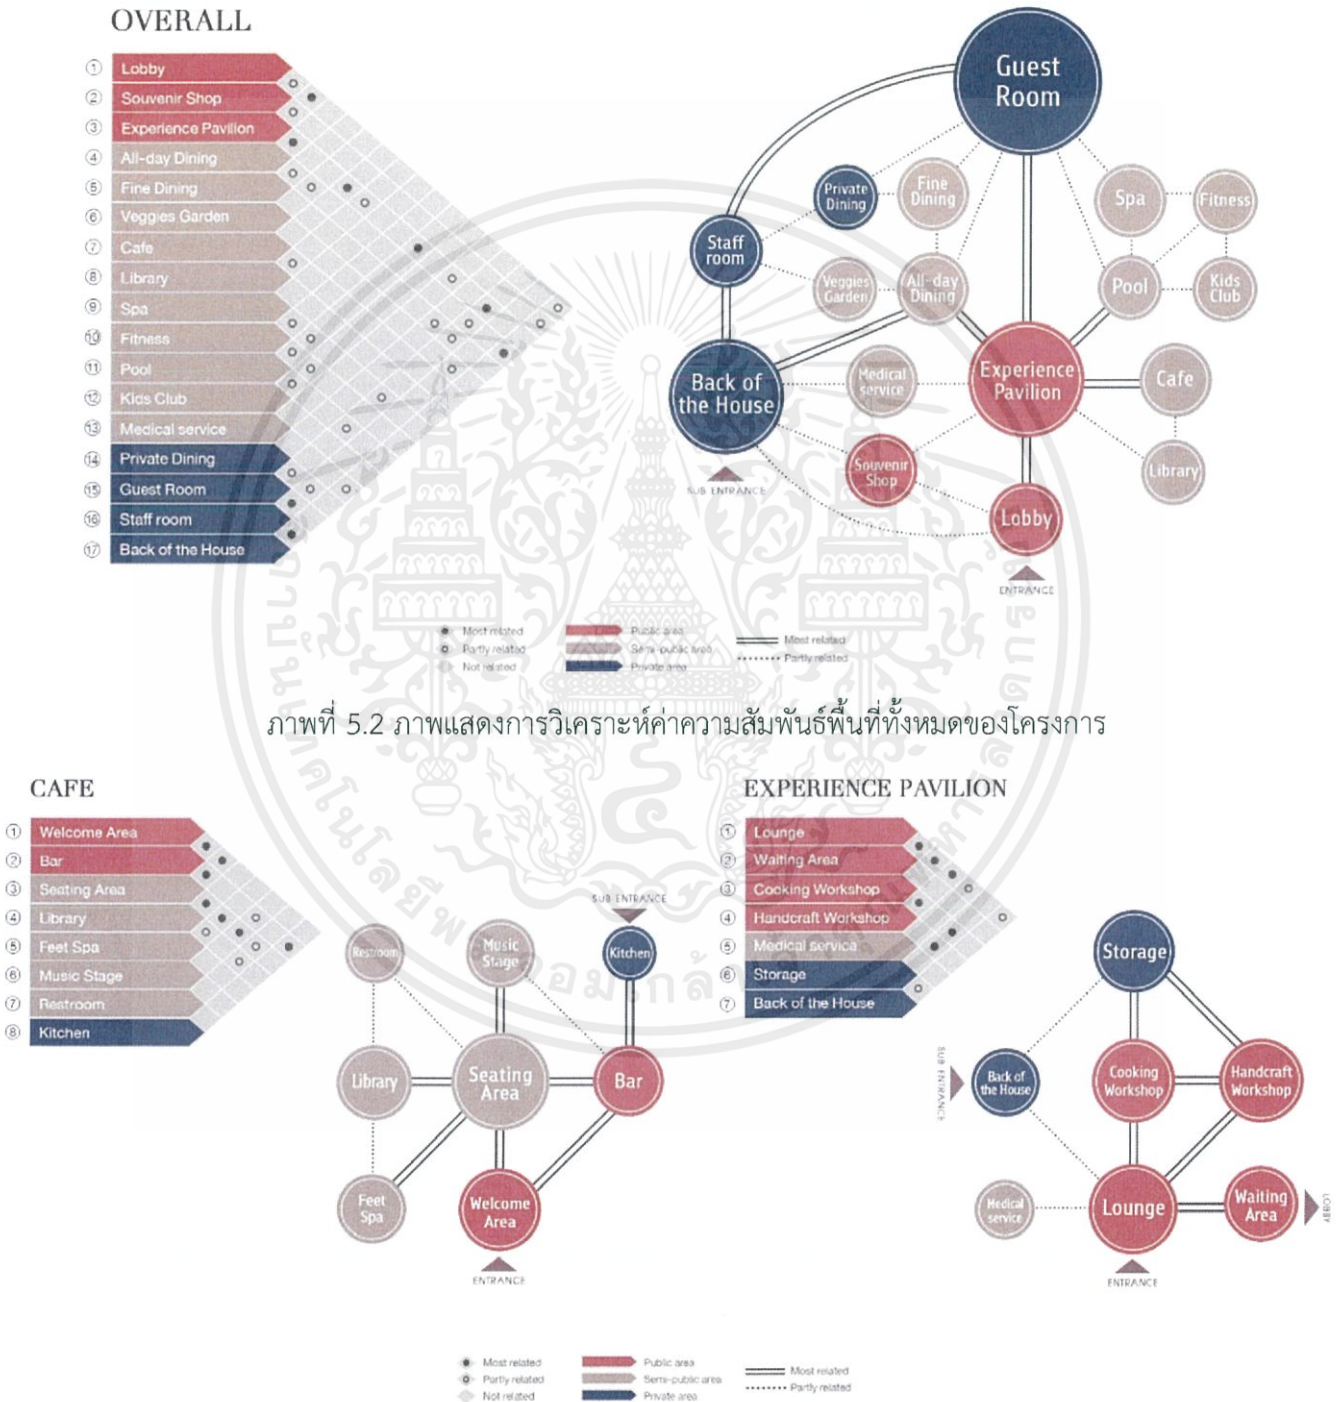 OVERALL
① Lobby
② Souvenir Shop
③ Experience Pavilion
④ All-day Dining
⑤ Fine Dining
⑥ Veggies Garden
⑦ Cafe
⑧ Library
⑨ Spa
⑩ Fitness
⑪ Pool
⑫ Kids Club
⑬ Medical service
⑭ Private Dining
⑮ Guest Room
⑯ Staff room
⑰ Back of the House
Guest
Room
Private
Dining
Fine
Dining
Spa
Fitness
Staff
room
Veggies
Garden
All-day
Dining
Pool
Kids
Club
Back of
the House
Medical
service
Experience
Pavilion
Cafe
Souvenir
Shop
Library
SUB ENTRANCE
Lobby
ENTRANCE
Most related
Partly related
Not related
Public area
Semi-public area
Private area
Most related
Partly related
ภาพที่ 5.2 ภาพแสดงการวิเคราะห์ค่าความสัมพันธ์พื้นที่ทั้งหมดของโครงการ
CAFE
① Welcome Area
② Bar
③ Seating Area
④ Library
⑤ Feet Spa
⑥ Music Stage
⑦ Restroom
⑧ Kitchen
SUB ENTRANCE
Restroom
Music
Stage
Kitchen
Library
Seating
Area
Bar
Feet
Spa
Welcome
Area
ENTRANCE
EXPERIENCE PAVILION
① Lounge
② Waiting Area
③ Cooking Workshop
④ Handcraft Workshop
⑤ Medical service
⑥ Storage
⑦ Back of the House
Storage
SUB ENTRANCE
Back of
the House
Cooking
Workshop
Handcraft
Workshop
Medical
service
Lounge
Waiting
Area
LOBBY
ENTRANCE
Most related
Partly related
Not related
Public area
Semi-public area
Private area
Most related
Partly related